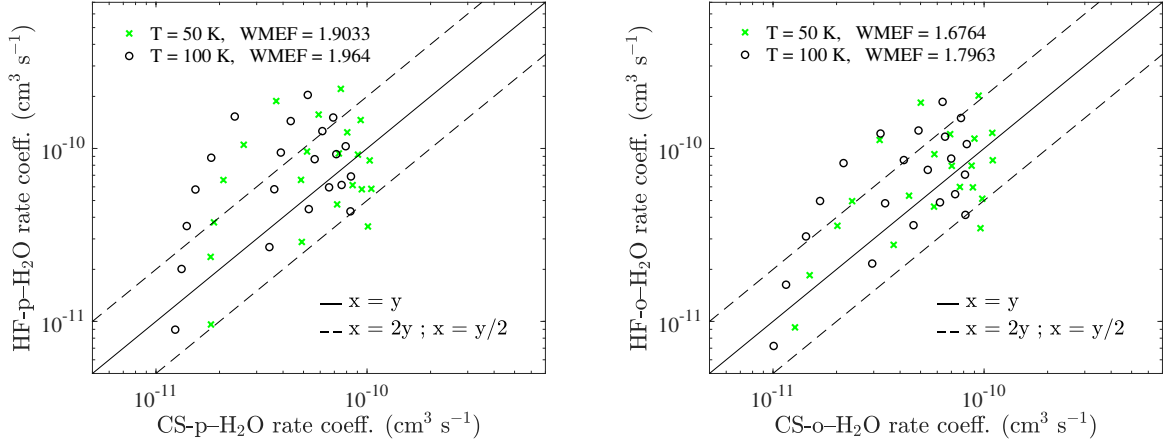 T = 50 K, WMEF = 1.9033
T = 100 K, WMEF = 1.964
HF-p–H2O rate coeff. (cm3 s−1)
10-10
10-11
x = y
x = 2y ; x = y/2
10-11
10-10
CS-p–H2O rate coeff. (cm3 s−1)
T = 50 K, WMEF = 1.6764
T = 100 K, WMEF = 1.7963
HF-o–H2O rate coeff. (cm3 s−1)
10-10
10-11
x = y
x = 2y ; x = y/2
10-11
10-10
CS-o–H2O rate coeff. (cm3 s−1)